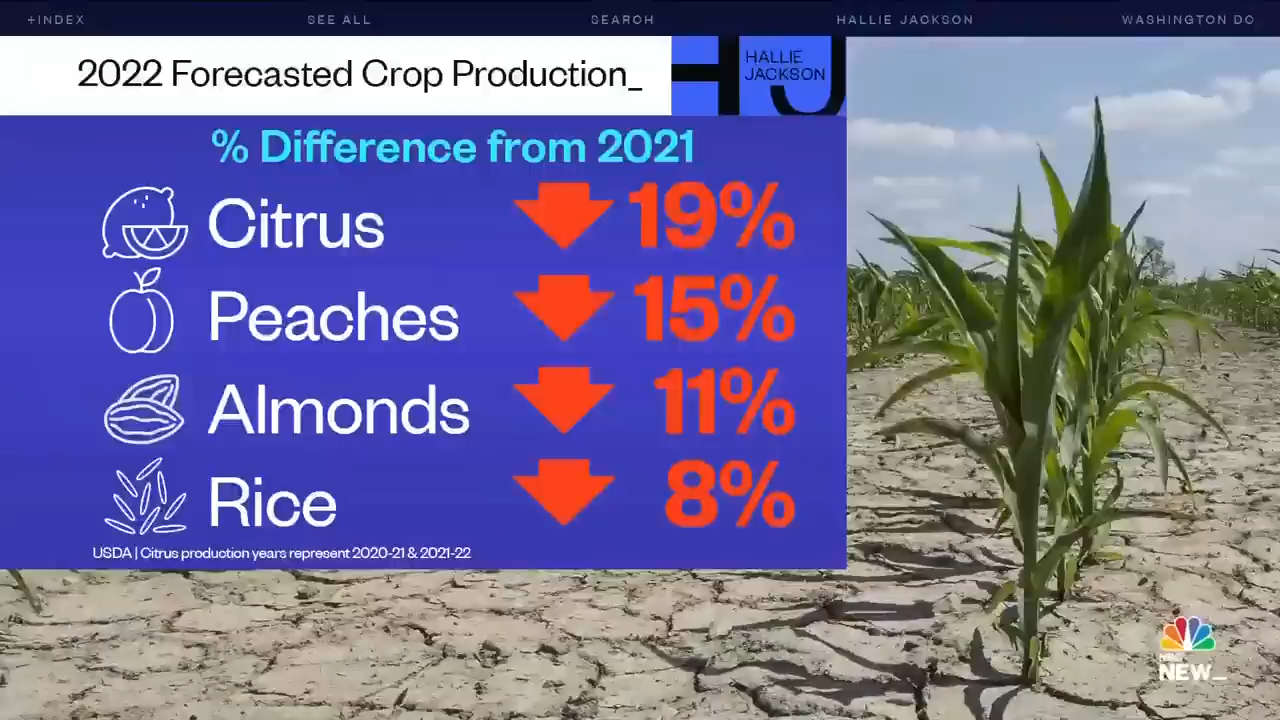 +INDEX
SEE ALL
SEARCH
HALLIE JACKSON
WASHINGTON DC
2022 Forecasted Crop Production_
HALLIE
JACKSON
HJ
% Difference from 2021
Citrus 19%
Peaches 15%
Almonds 11%
Rice 8%
USDA | Citrus production years represent 2020-21 & 2021-22
NEW_